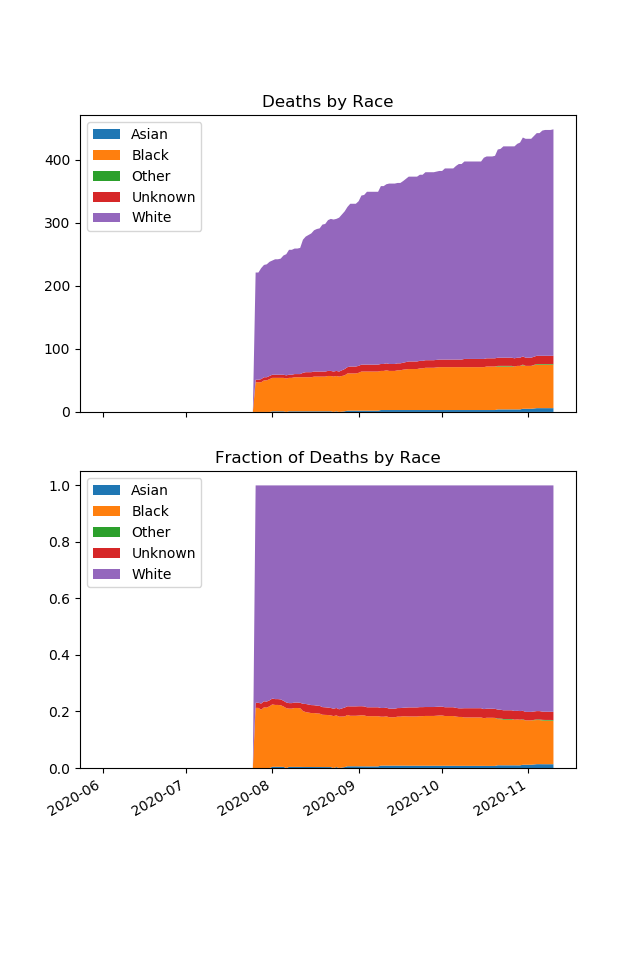 Deaths by Race
Asian
Black
Other
Unknown
White
400
300
200
100
0
Fraction of Deaths by Race
Asian
Black
Other
Unknown
White
1.0
0.8
0.6
0.4
0.2
0.0
2020-06
2020-07
2020-08
2020-09
2020-10
2020-11